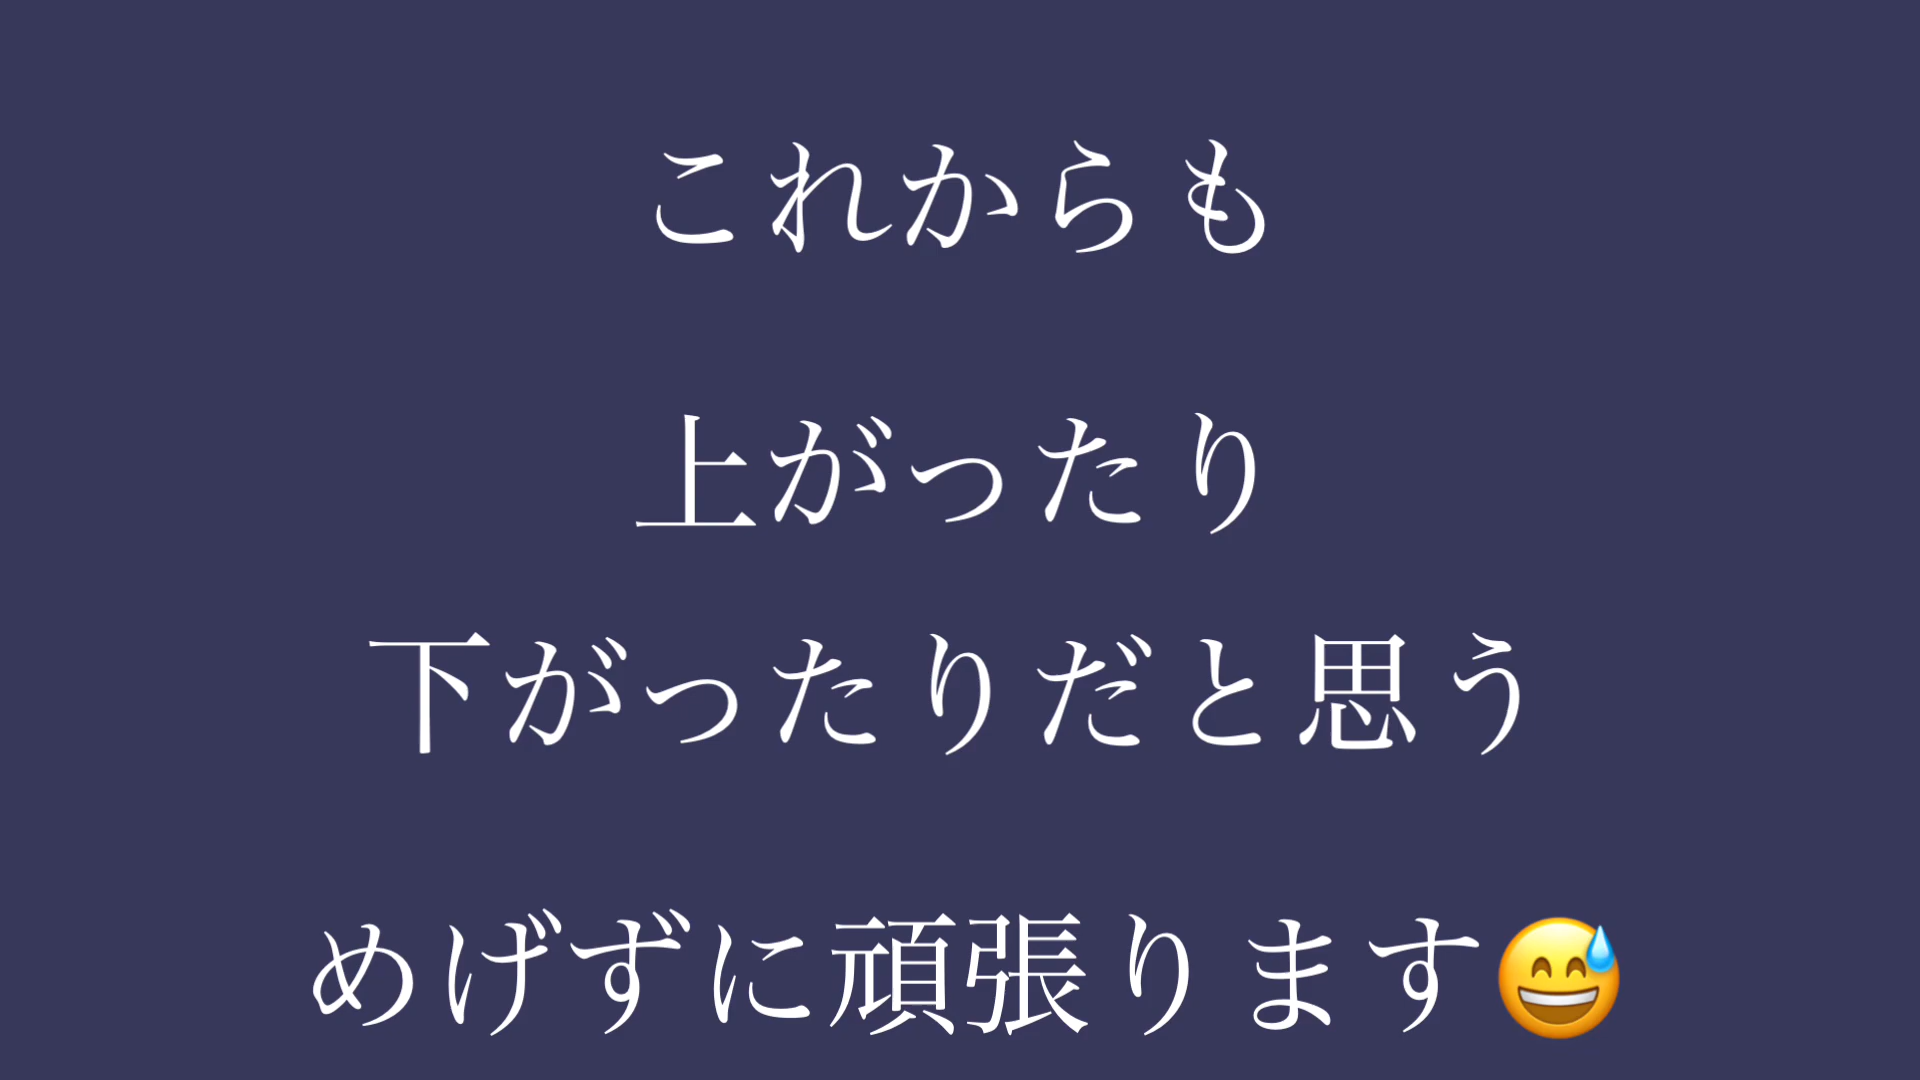 これからも
上がったり
下がったりだと思う
めげずに頑張ります😅